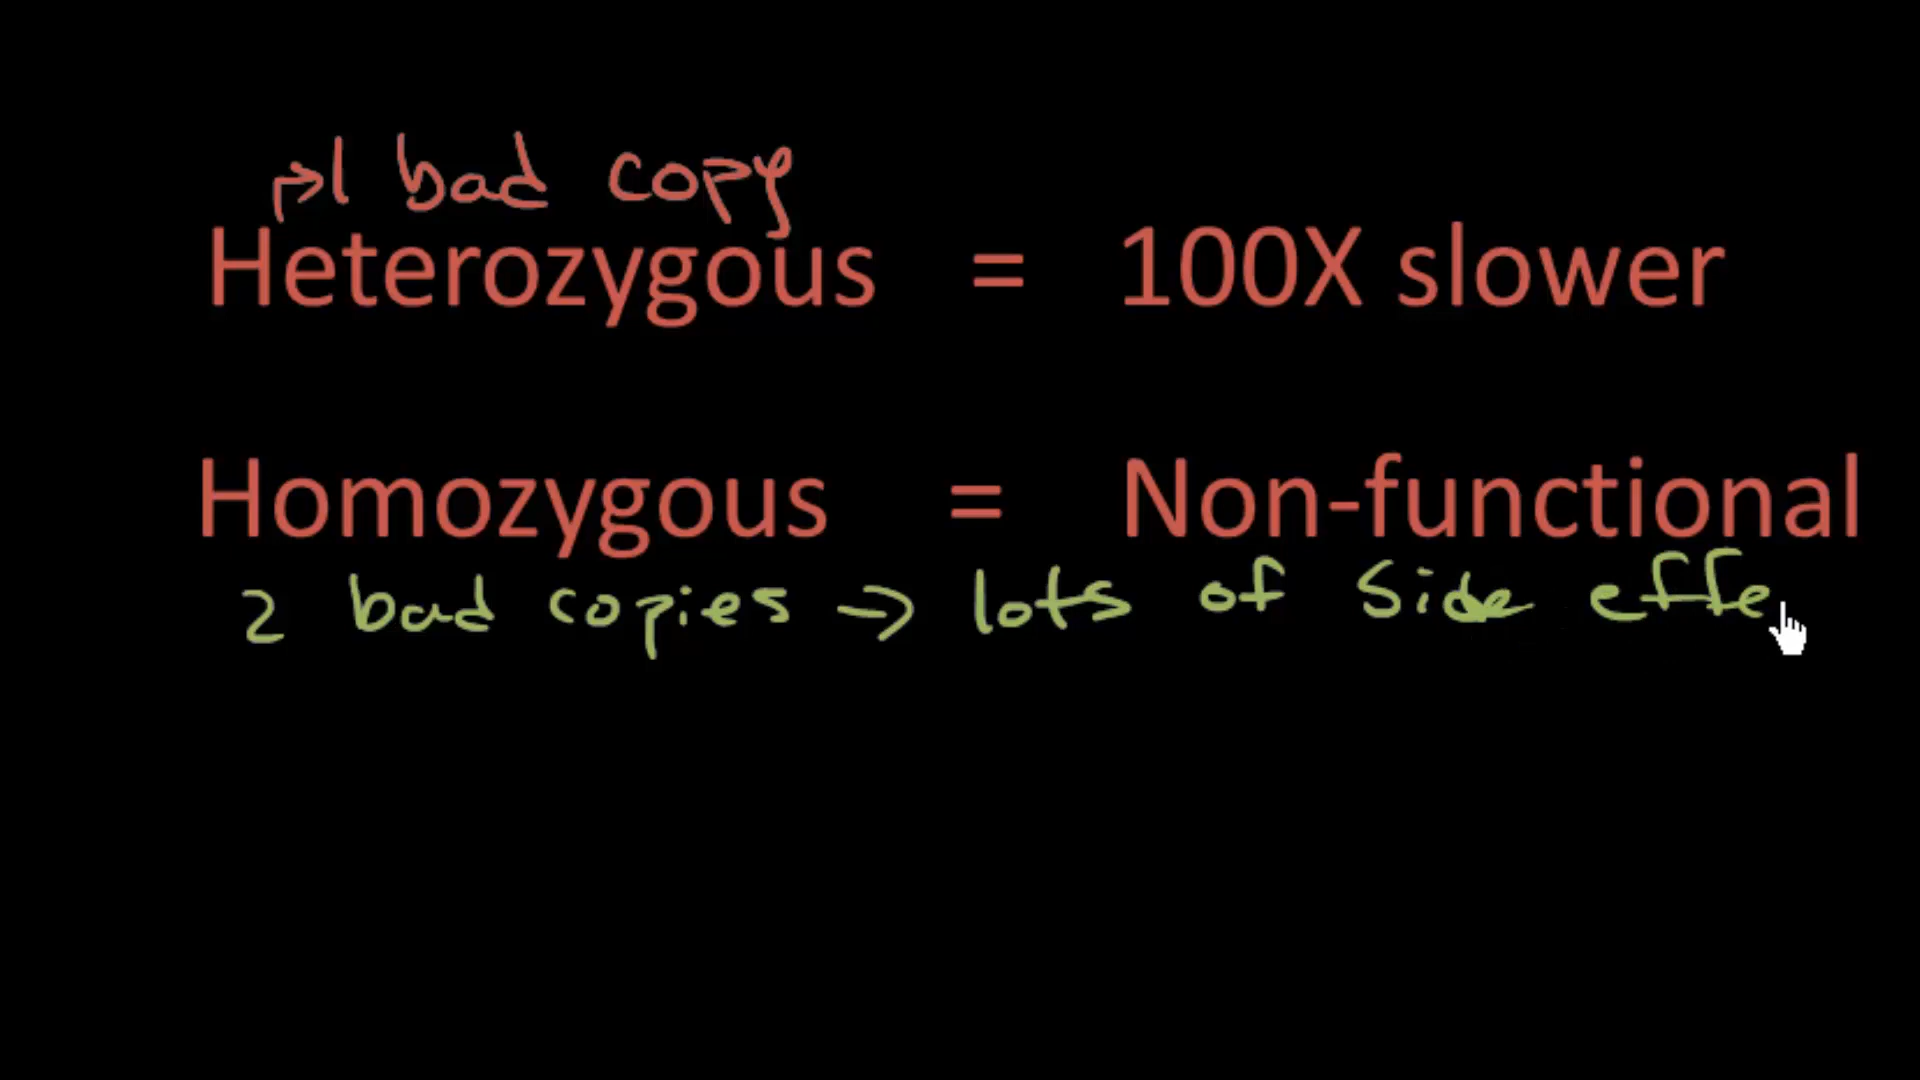 →1 bad copy
Heterozygous = 100X slower
Homozygous = Non-functional
2 bad copies → lots of side effe